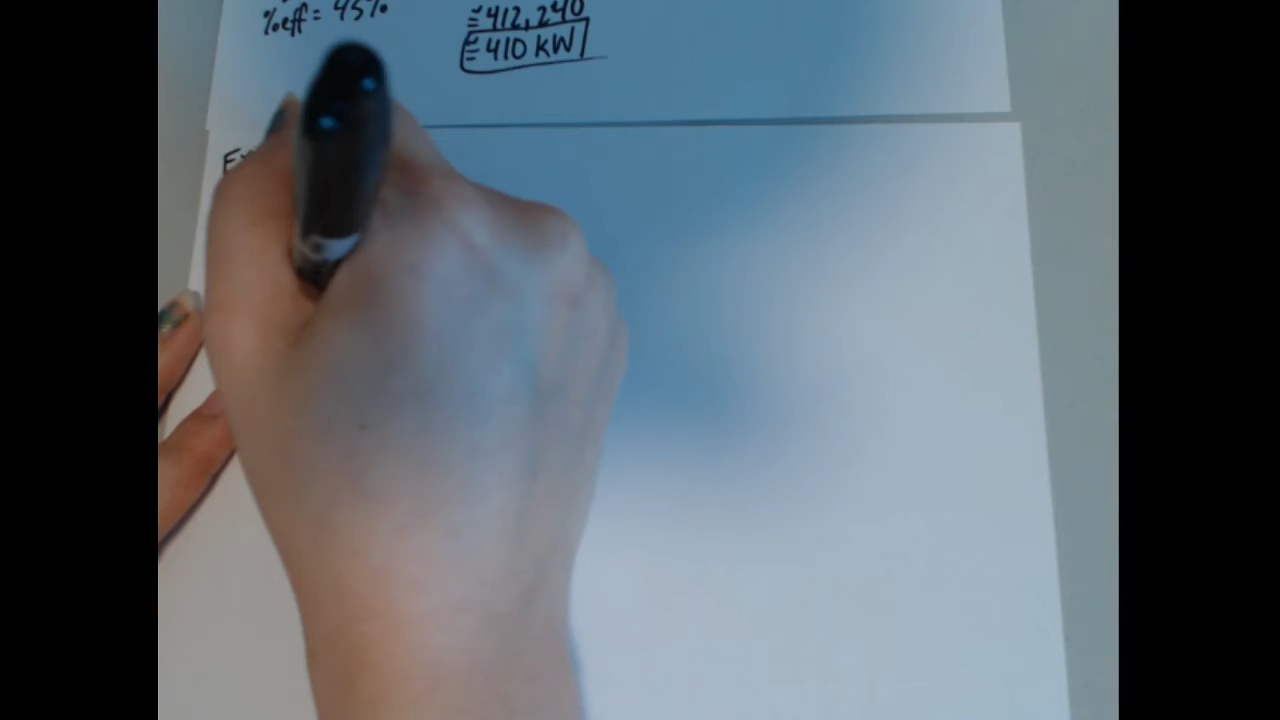 %eff = 45%
≅ 412,240
≅ 410 kW